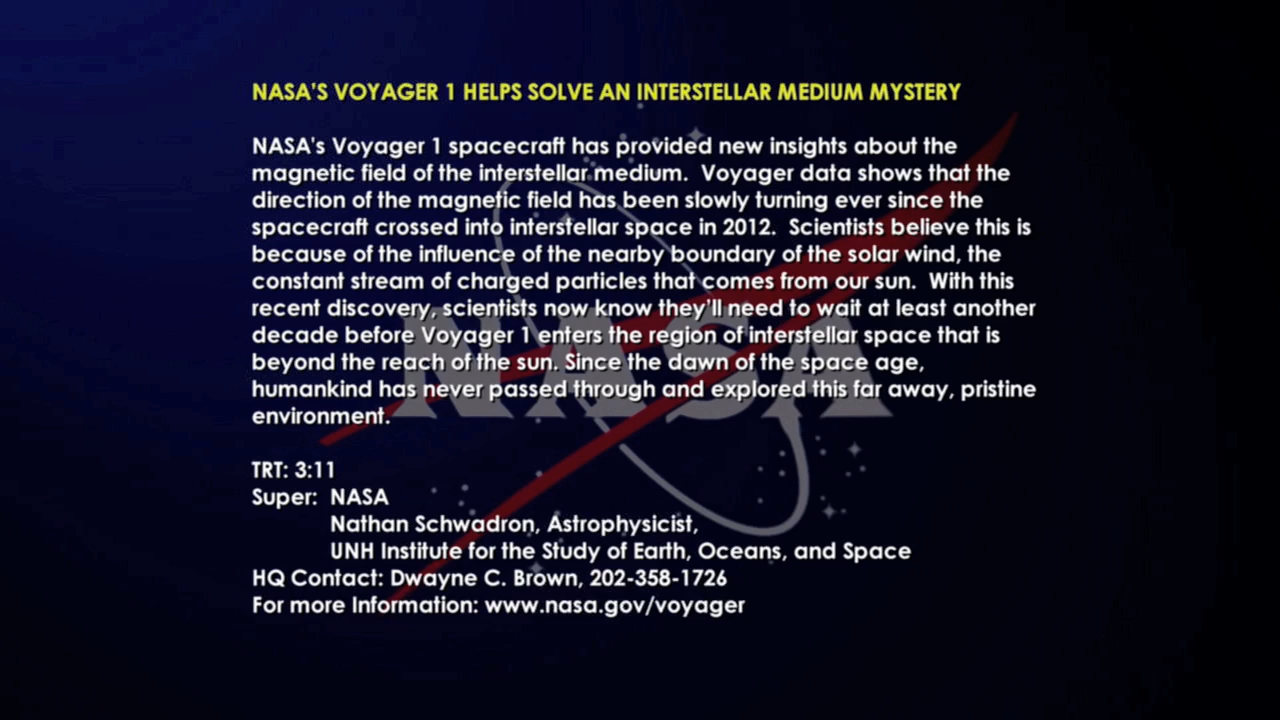 NASA'S VOYAGER 1 HELPS SOLVE AN INTERSTELLAR MEDIUM MYSTERY
NASA's Voyager 1 spacecraft has provided new insights about the
magnetic field of the interstellar medium.  Voyager data shows that the
direction of the magnetic field has been slowly turning ever since the
spacecraft crossed into interstellar space in 2012.  Scientists believe this is
because of the influence of the nearby boundary of the solar wind, the
constant stream of charged particles that comes from our sun.  With this
recent discovery, scientists now know they'll need to wait at least another
decade before Voyager 1 enters the region of interstellar space that is
beyond the reach of the sun. Since the dawn of the space age,
humankind has never passed through and explored this far away, pristine
environment.
TRT: 3:11
Super:  NASA
Nathan Schwadron, Astrophysicist,
UNH Institute for the Study of Earth, Oceans, and Space
HQ Contact: Dwayne C. Brown, 202-358-1726
For more Information: www.nasa.gov/voyager
NASA